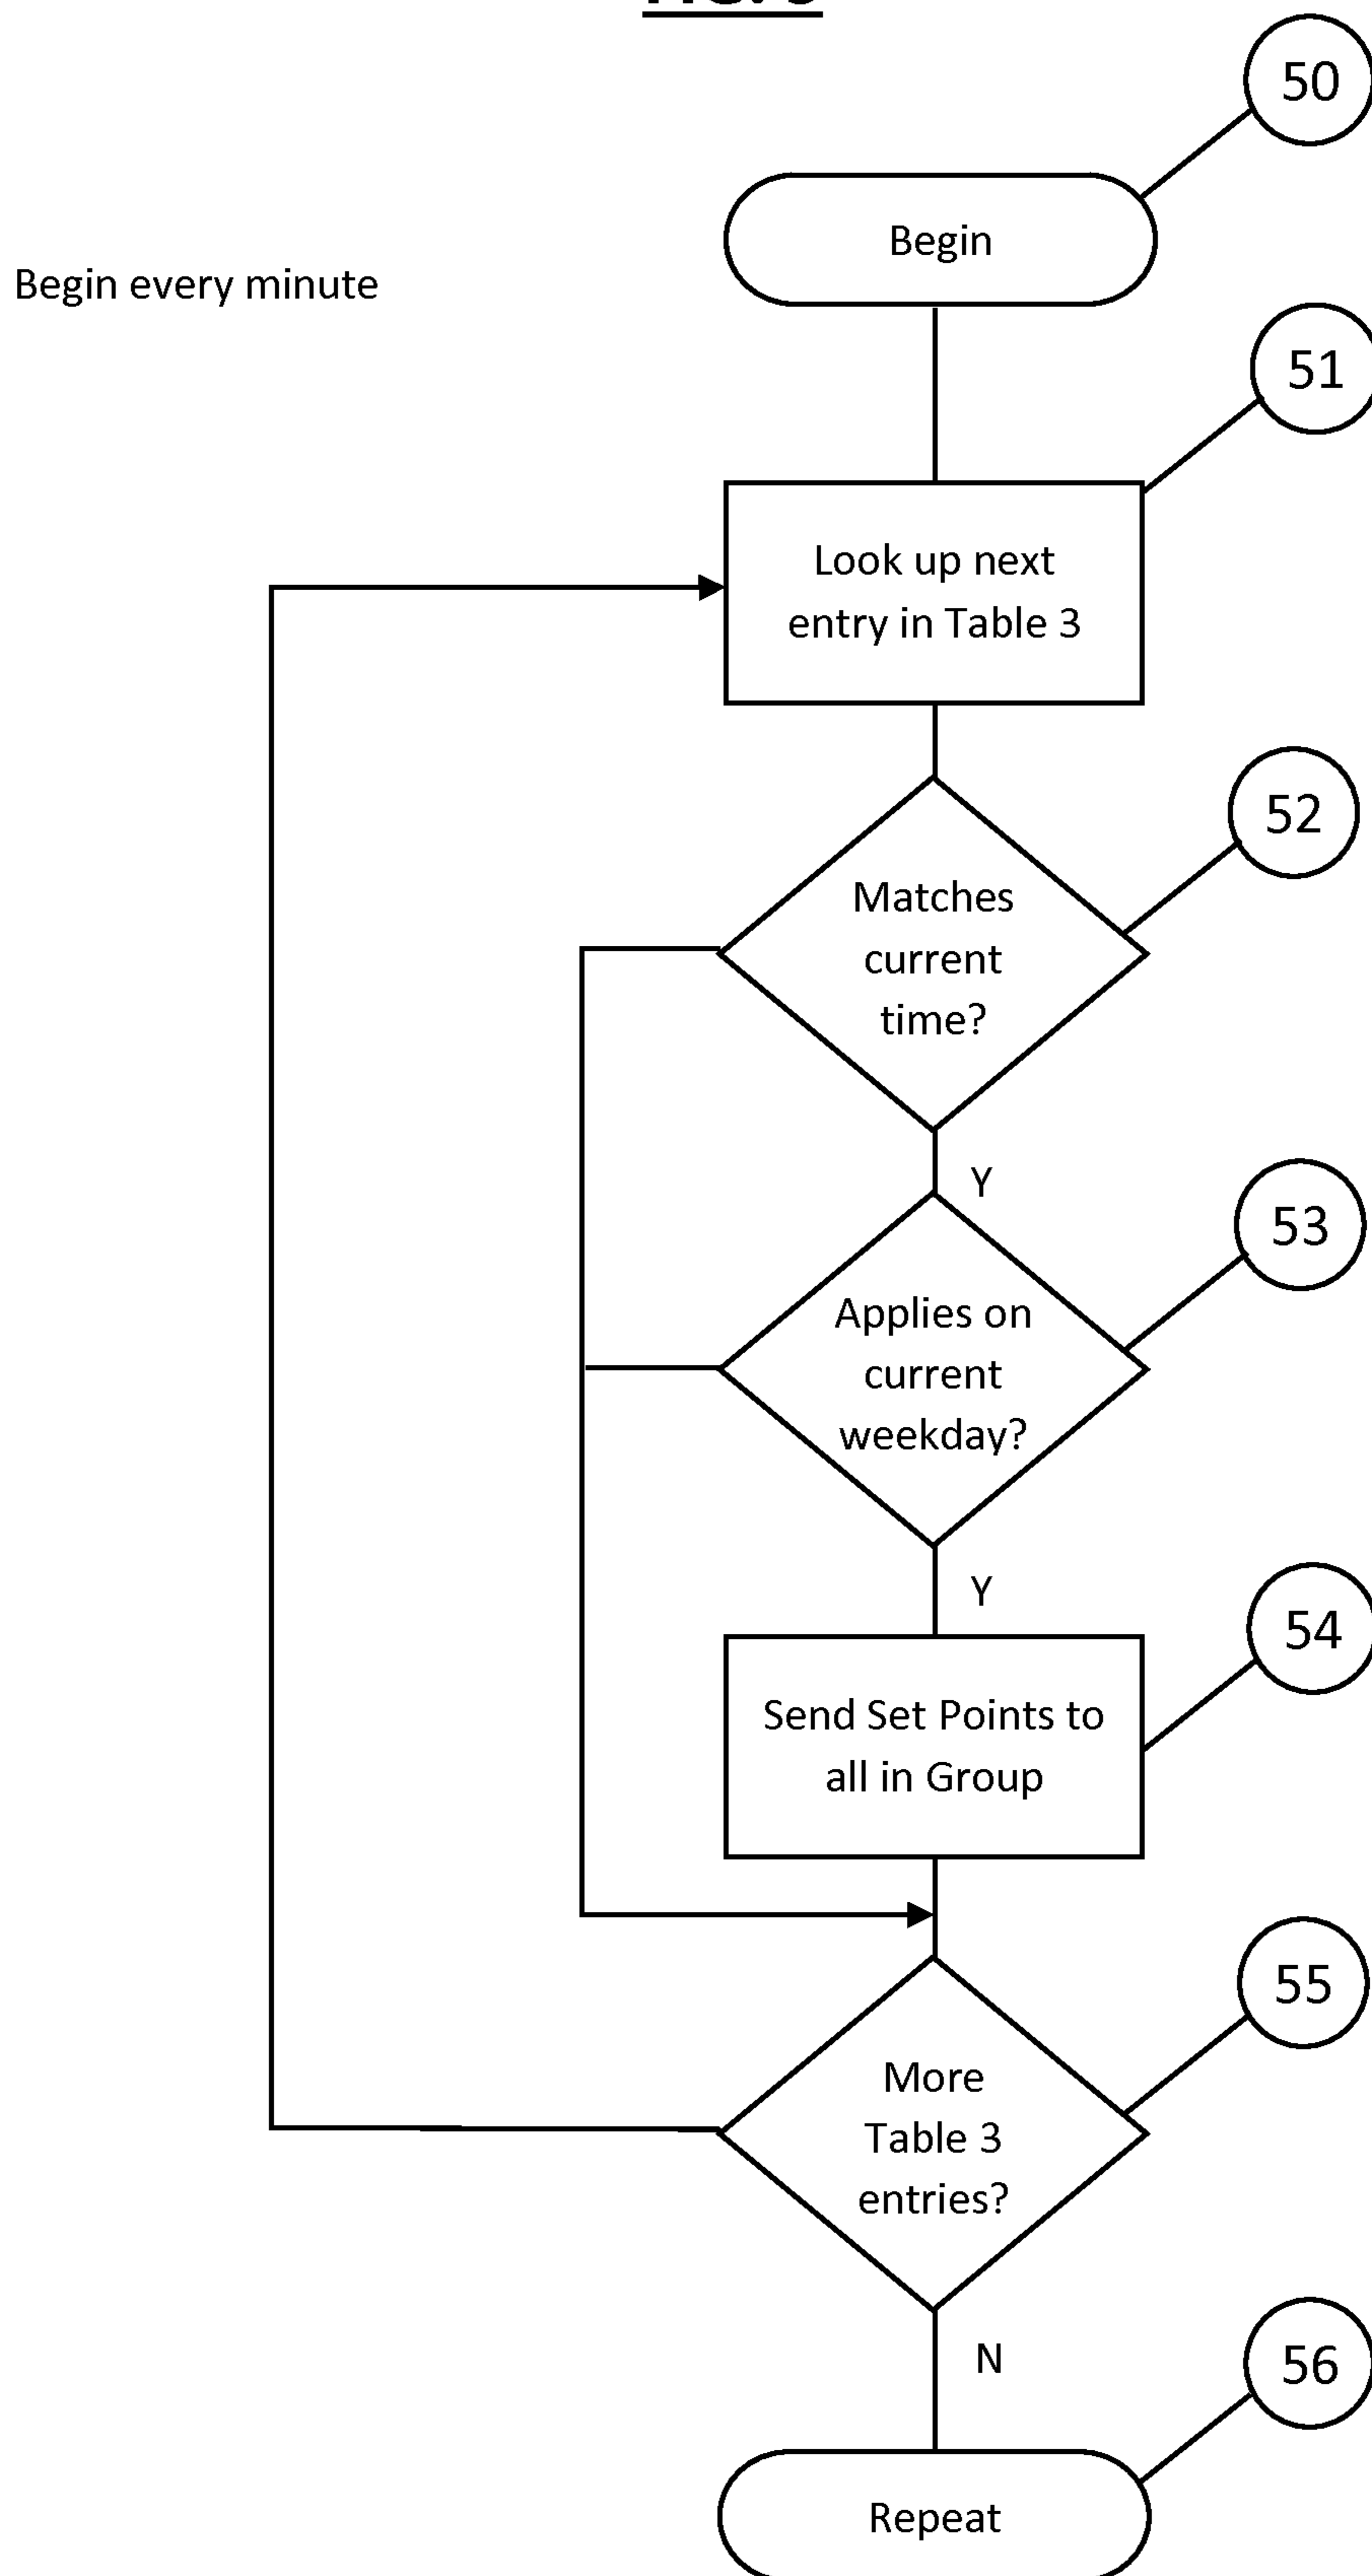 50
Begin
Begin every minute
51
Look up next
entry in Table 3
52
Matches
current
time?
Y
53
Applies on
current
weekday?
Y
54
Send Set Points to
all in Group
55
More
Table 3
entries?
N
56
Repeat